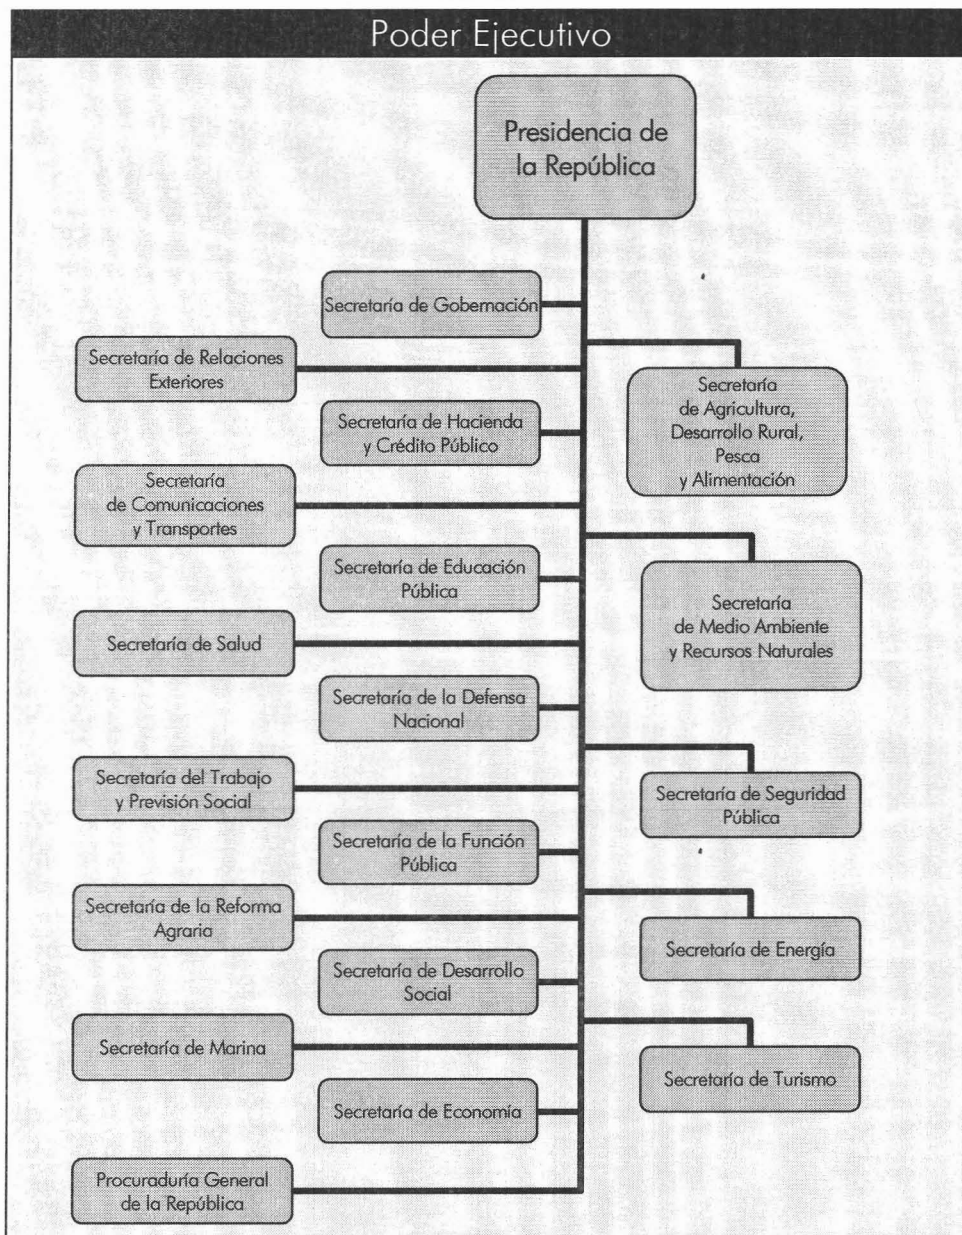 Poder Ejecutivo
Presidencia de
la República
Secretaría de Gobernación
Secretaría de Relaciones
Exteriores
Secretaría
de Agricultura,
Desarrollo Rural,
Pesca
y Alimentación
Secretaría de Hacienda
y Crédito Público
Secretaría
de Comunicaciones
y Transportes
Secretaría de Educación
Pública
Secretaría
de Medio Ambiente
y Recursos Naturales
Secretaría de Salud
Secretaría de la Defensa
Nacional
Secretaría del Trabajo
y Previsión Social
Secretaría de Seguridad
Pública
Secretaría de la Función
Pública
Secretaría de la Reforma
Agraria
Secretaría de Energía
Secretaría de Desarrollo
Social
Secretaría de Marina
Secretaría de Turismo
Secretaría de Economía
Procuraduría General
de la República